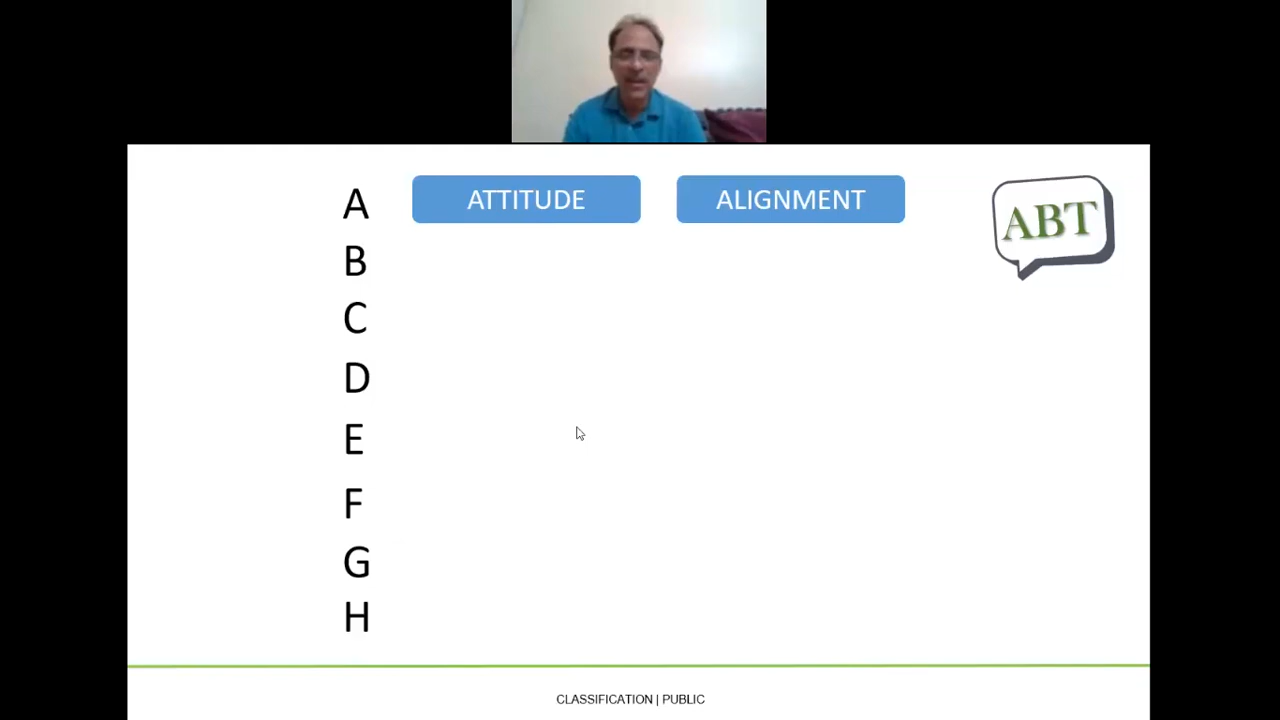 A ATTITUDE ALIGNMENT
ABT
B
C
D
E
F
G
H
CLASSIFICATION | PUBLIC